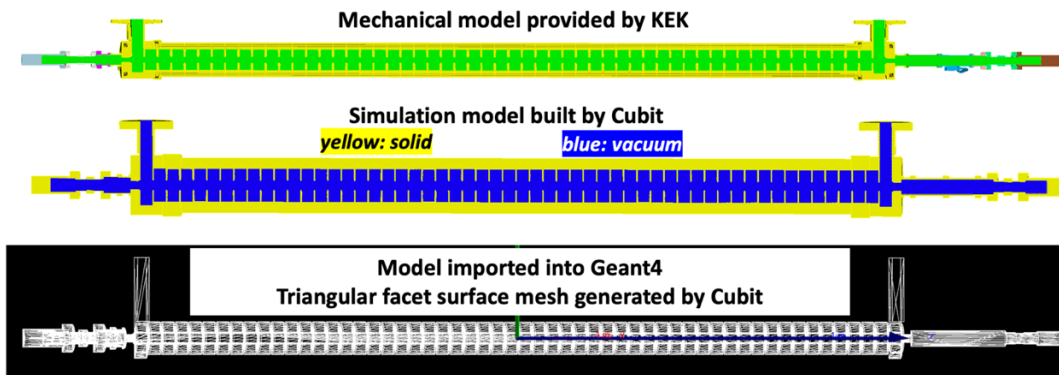 Mechanical model provided by KEK
Simulation model built by Cubit
yellow: solid
blue: vacuum
Model imported into Geant4
Triangular facet surface mesh generated by Cubit